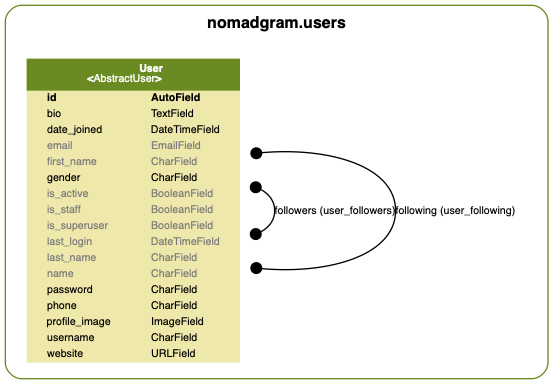 nomadgram.users
User
<AbstractUser>
id AutoField
bio TextField
date_joined DateTimeField
email EmailField
first_name CharField
gender CharField
is_active BooleanField
is_staff BooleanField
followers (user_followers)following (user_following)
is_superuser BooleanField
last_login DateTimeField
last_name CharField
name CharField
password CharField
phone CharField
profile_image ImageField
username CharField
website URLField